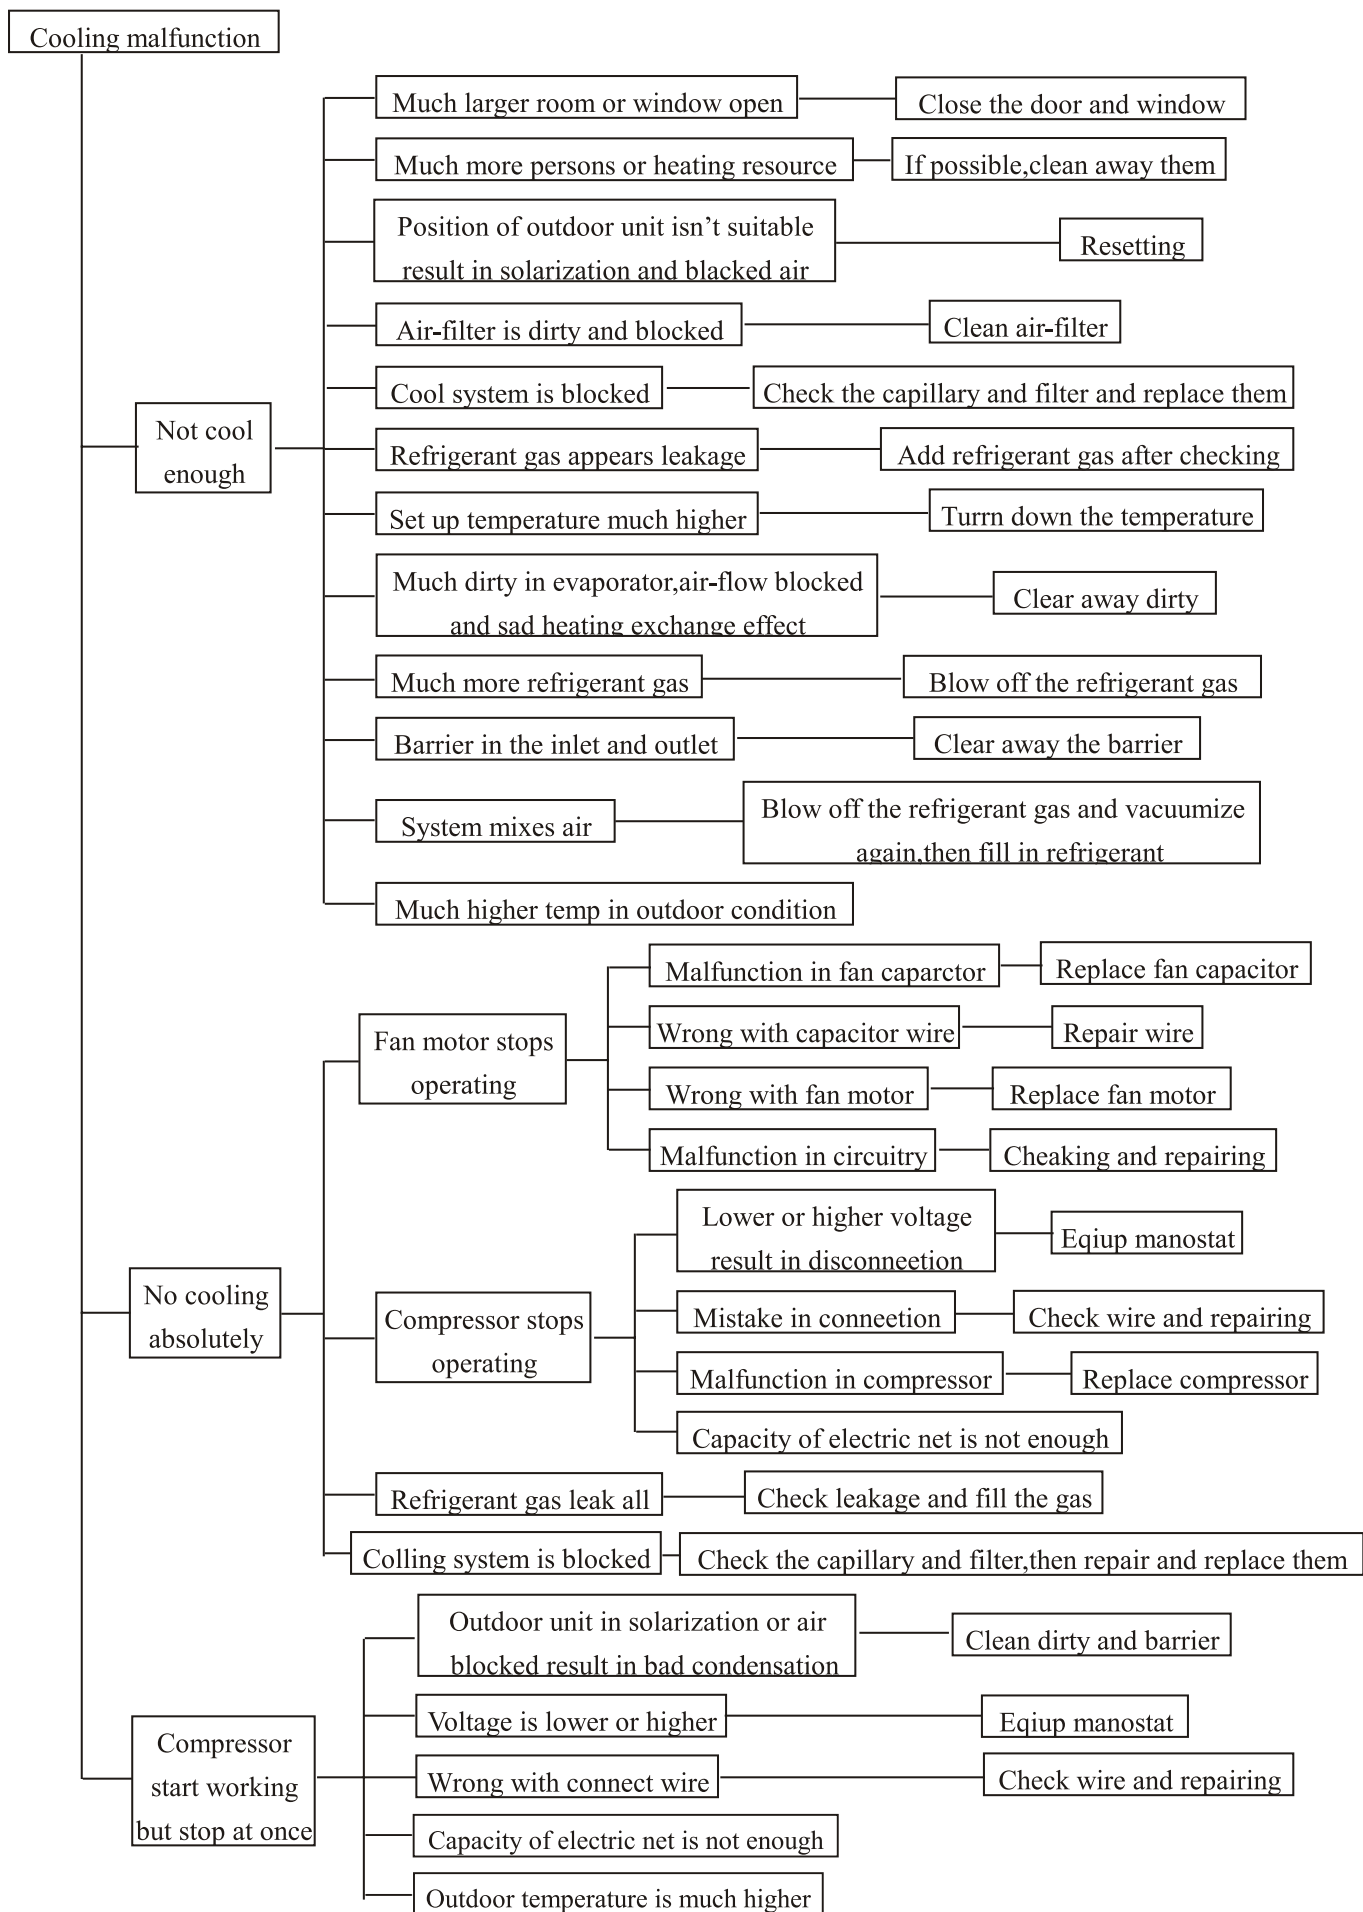 Cooling malfunction
Much larger room or window open
Close the door and window
Much more persons or heating resource
If possible,clean away them
Position of outdoor unit isn't suitable
result in solarization and blacked air
Resetting
Air-filter is dirty and blocked
Clean air-filter
Cool system is blocked
Check the capillary and filter and replace them
Not cool
enough
Refrigerant gas appears leakage
Add refrigerant gas after checking
Set up temperature much higher
Turrn down the temperature
Much dirty in evaporator,air-flow blocked
and sad heating exchange effect
Clear away dirty
Much more refrigerant gas
Blow off the refrigerant gas
Barrier in the inlet and outlet
Clear away the barrier
System mixes air
Blow off the refrigerant gas and vacuumize
again,then fill in refrigerant
Much higher temp in outdoor condition
Fan motor stops
operating
Malfunction in fan caparctor
Replace fan capacitor
Wrong with capacitor wire
Repair wire
Wrong with fan motor
Replace fan motor
Malfunction in circuitry
Cheaking and repairing
No cooling
absolutely
Compressor stops
operating
Lower or higher voltage
result in disconneetion
Eqiup manostat
Mistake in conneetion
Check wire and repairing
Malfunction in compressor
Replace compressor
Capacity of electric net is not enough
Refrigerant gas leak all
Check leakage and fill the gas
Colling system is blocked
Check the capillary and filter,then repair and replace them
Compressor
start working
but stop at once
Outdoor unit in solarization or air
blocked result in bad condensation
Clean dirty and barrier
Voltage is lower or higher
Eqiup manostat
Wrong with connect wire
Check wire and repairing
Capacity of electric net is not enough
Outdoor temperature is much higher